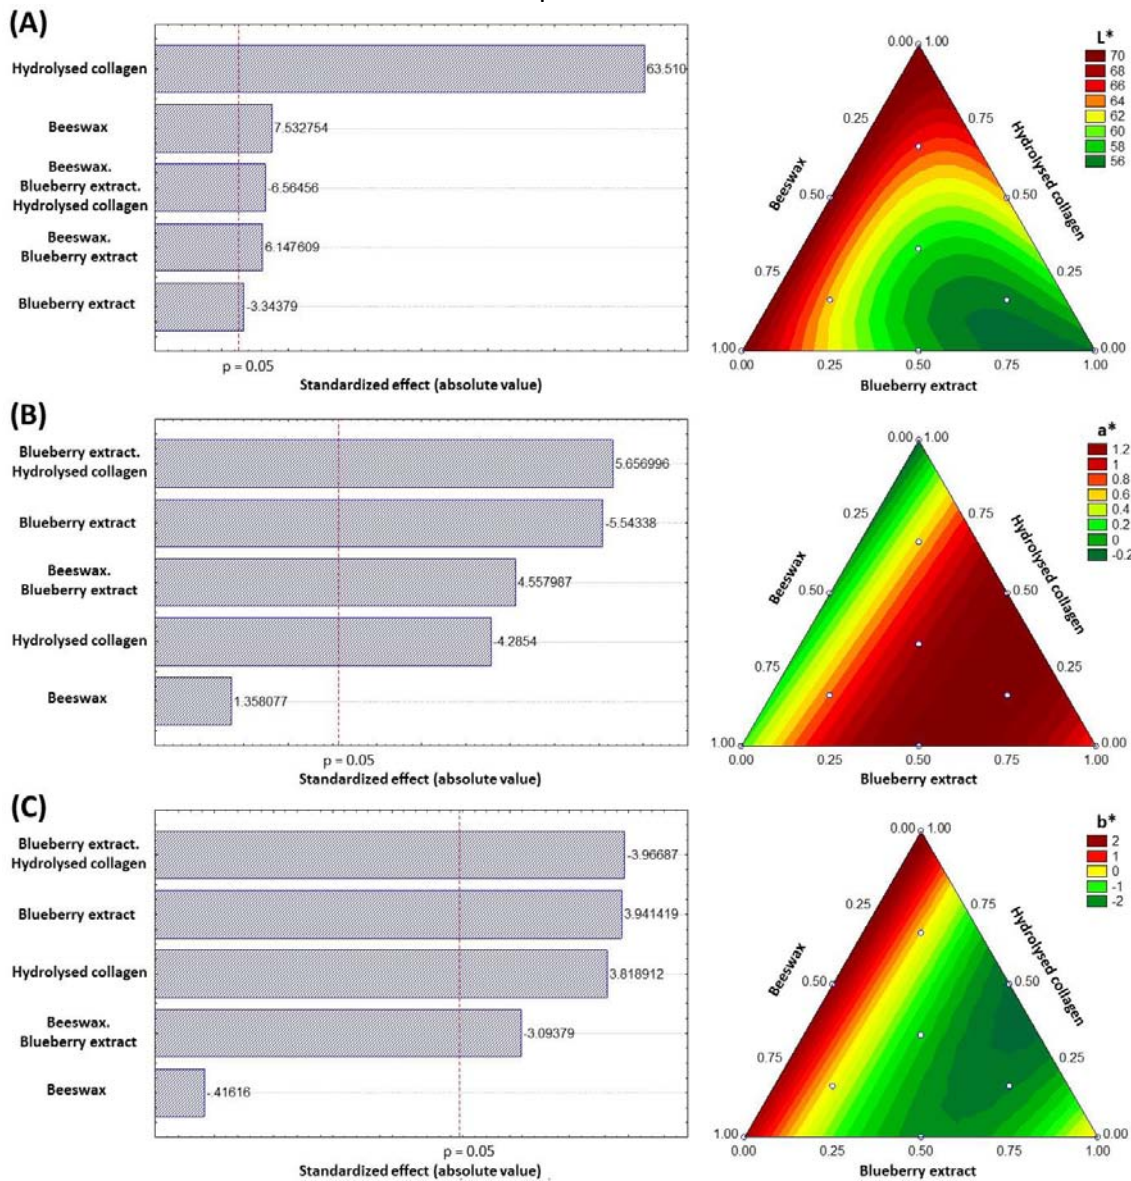 (A)
Hydrolysed collagen
63.510
Beeswax
7.532754
Beeswax.
Blueberry extract.
Hydrolysed collagen
-6.56456
Beeswax.
Blueberry extract
6.147609
Blueberry extract
-3.34379
p = 0.05
Standardized effect (absolute value)
0.00 1.00
L*
70
68
66
64
62
60
58
56
0.25
0.75
Beeswax
Hydrolysed collagen
0.50
0.50
0.75
0.25
1.00
0.00
0.00 0.25 0.50 0.75 1.00
Blueberry extract
(B)
Blueberry extract.
Hydrolysed collagen
5.656996
Blueberry extract
-5.54338
Beeswax.
Blueberry extract
4.557987
Hydrolysed collagen
-4.2854
Beeswax
1.358077
p = 0.05
Standardized effect (absolute value)
0.00 1.00
a*
1.2
1
0.8
0.6
0.4
0.2
0
-0.2
0.25
0.75
Beeswax
Hydrolysed collagen
0.50
0.50
0.75
0.25
1.00
0.00
0.00 0.25 0.50 0.75 1.00
Blueberry extract
(C)
Blueberry extract.
Hydrolysed collagen
-3.96687
Blueberry extract
3.941419
Hydrolysed collagen
3.818912
Beeswax.
Blueberry extract
-3.09379
Beeswax
-.41616
p = 0.05
Standardized effect (absolute value)
0.00 1.00
b*
2
1
0
-1
-2
0.25
0.75
Beeswax
Hydrolysed collagen
0.50
0.50
0.75
0.25
1.00
0.00
0.00 0.25 0.50 0.75 1.00
Blueberry extract